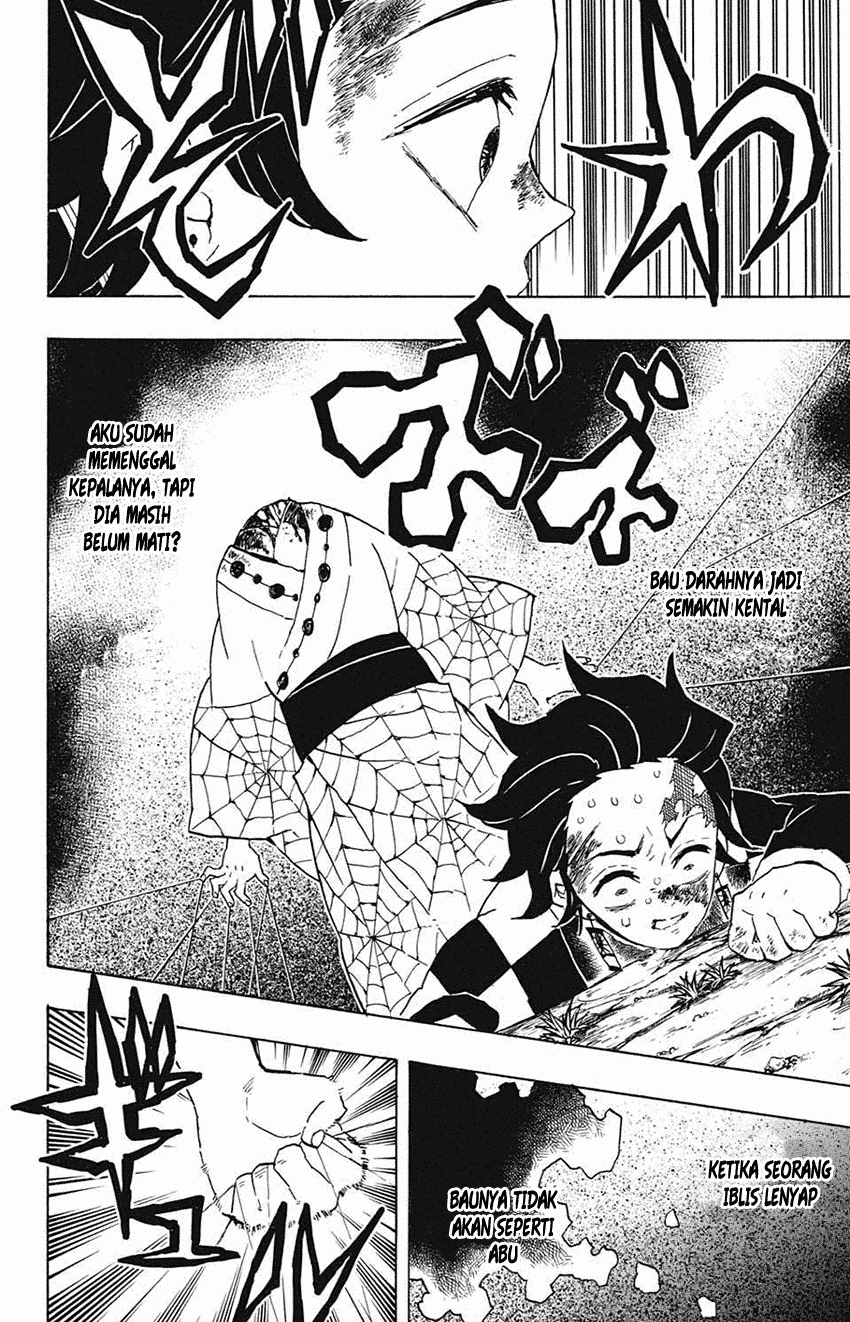 AKU SUDAH
MEMENGGAL
KEPALANYA, TAPI
DIA MASIH
BELUM MATI?
BAU DARAHNYA JADI
SEMAKIN KENTAL
KETIKA SEORANG
IBLIS LENYAP
BAUNYA TIDAK
AKAN SEPERTI
ABU